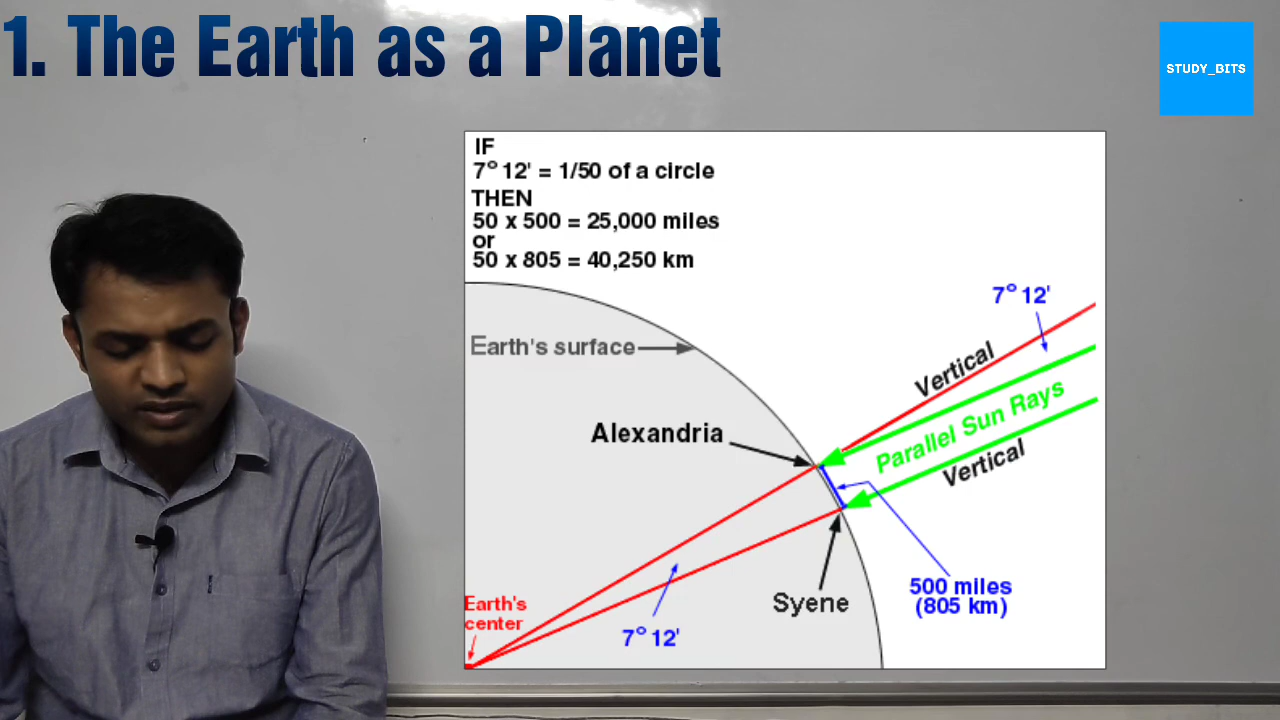 1. The Earth as a Planet
STUDY_BITS
IF
7° 12' = 1/50 of a circle
THEN
50 x 500 = 25,000 miles
or
50 x 805 = 40,250 km
7° 12'
Earth's surface
Vertical
Parallel Sun Rays
Alexandria
Vertical
500 miles
(805 km)
Syene
Earth's
center
7° 12'